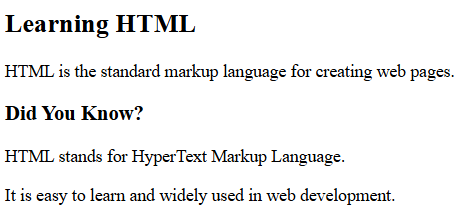 Learning HTML
HTML is the standard markup language for creating web pages.
Did You Know?
HTML stands for HyperText Markup Language.
It is easy to learn and widely used in web development.